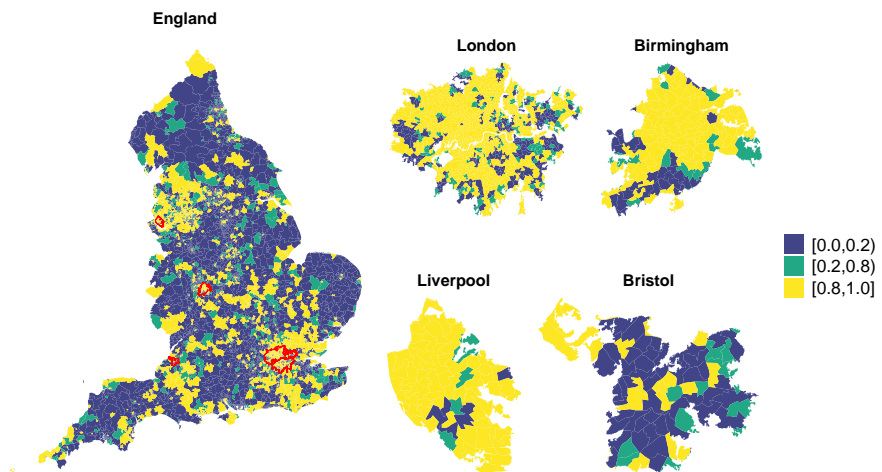 England
London
Birmingham
Liverpool
Bristol
[0.0,0.2)
[0.2,0.8)
[0.8,1.0]